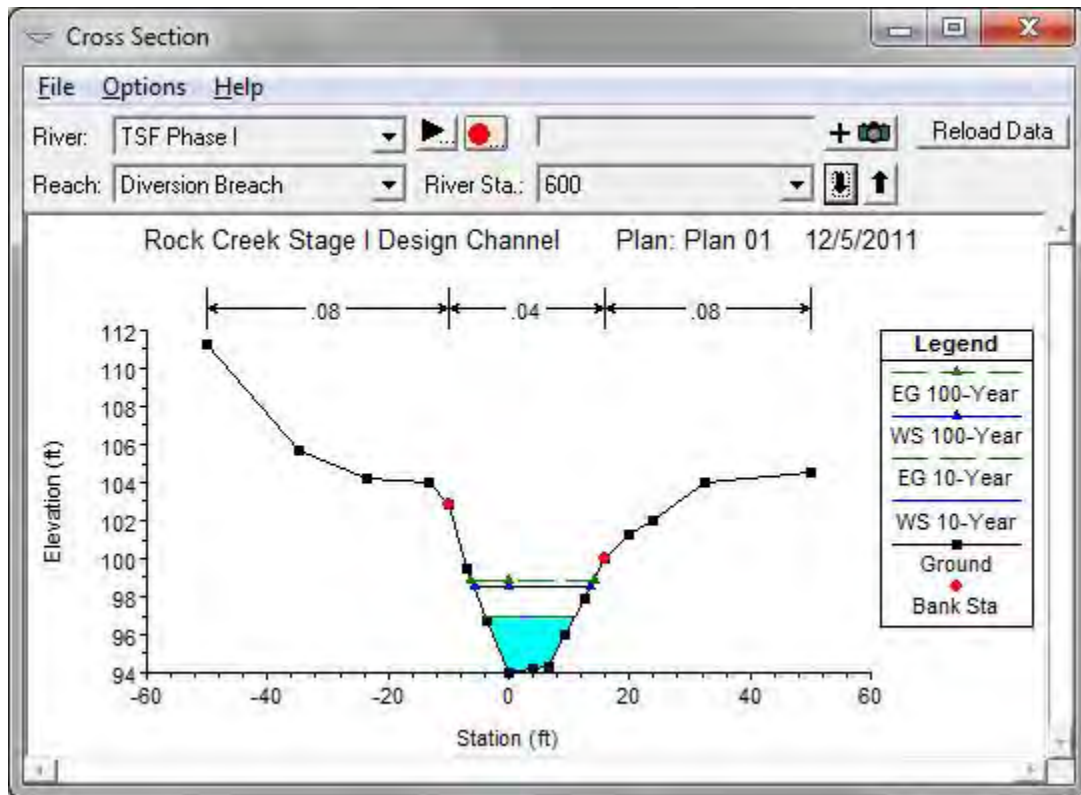 Cross Section
File Options Help
River: TSF Phase I ... ... Reload Data
Reach: Diversion Breach River Sta.: 600
Rock Creek Stage I Design Channel Plan: Plan 01 12/5/2011
.08 .04 .08
112
110
108
106
104
102
100
98
96
94
-60 -40 -20 0 20 40 60
Elevation (ft)
Station (ft)
Legend
EG 100-Year
WS 100-Year
EG 10-Year
WS 10-Year
Ground
Bank Sta